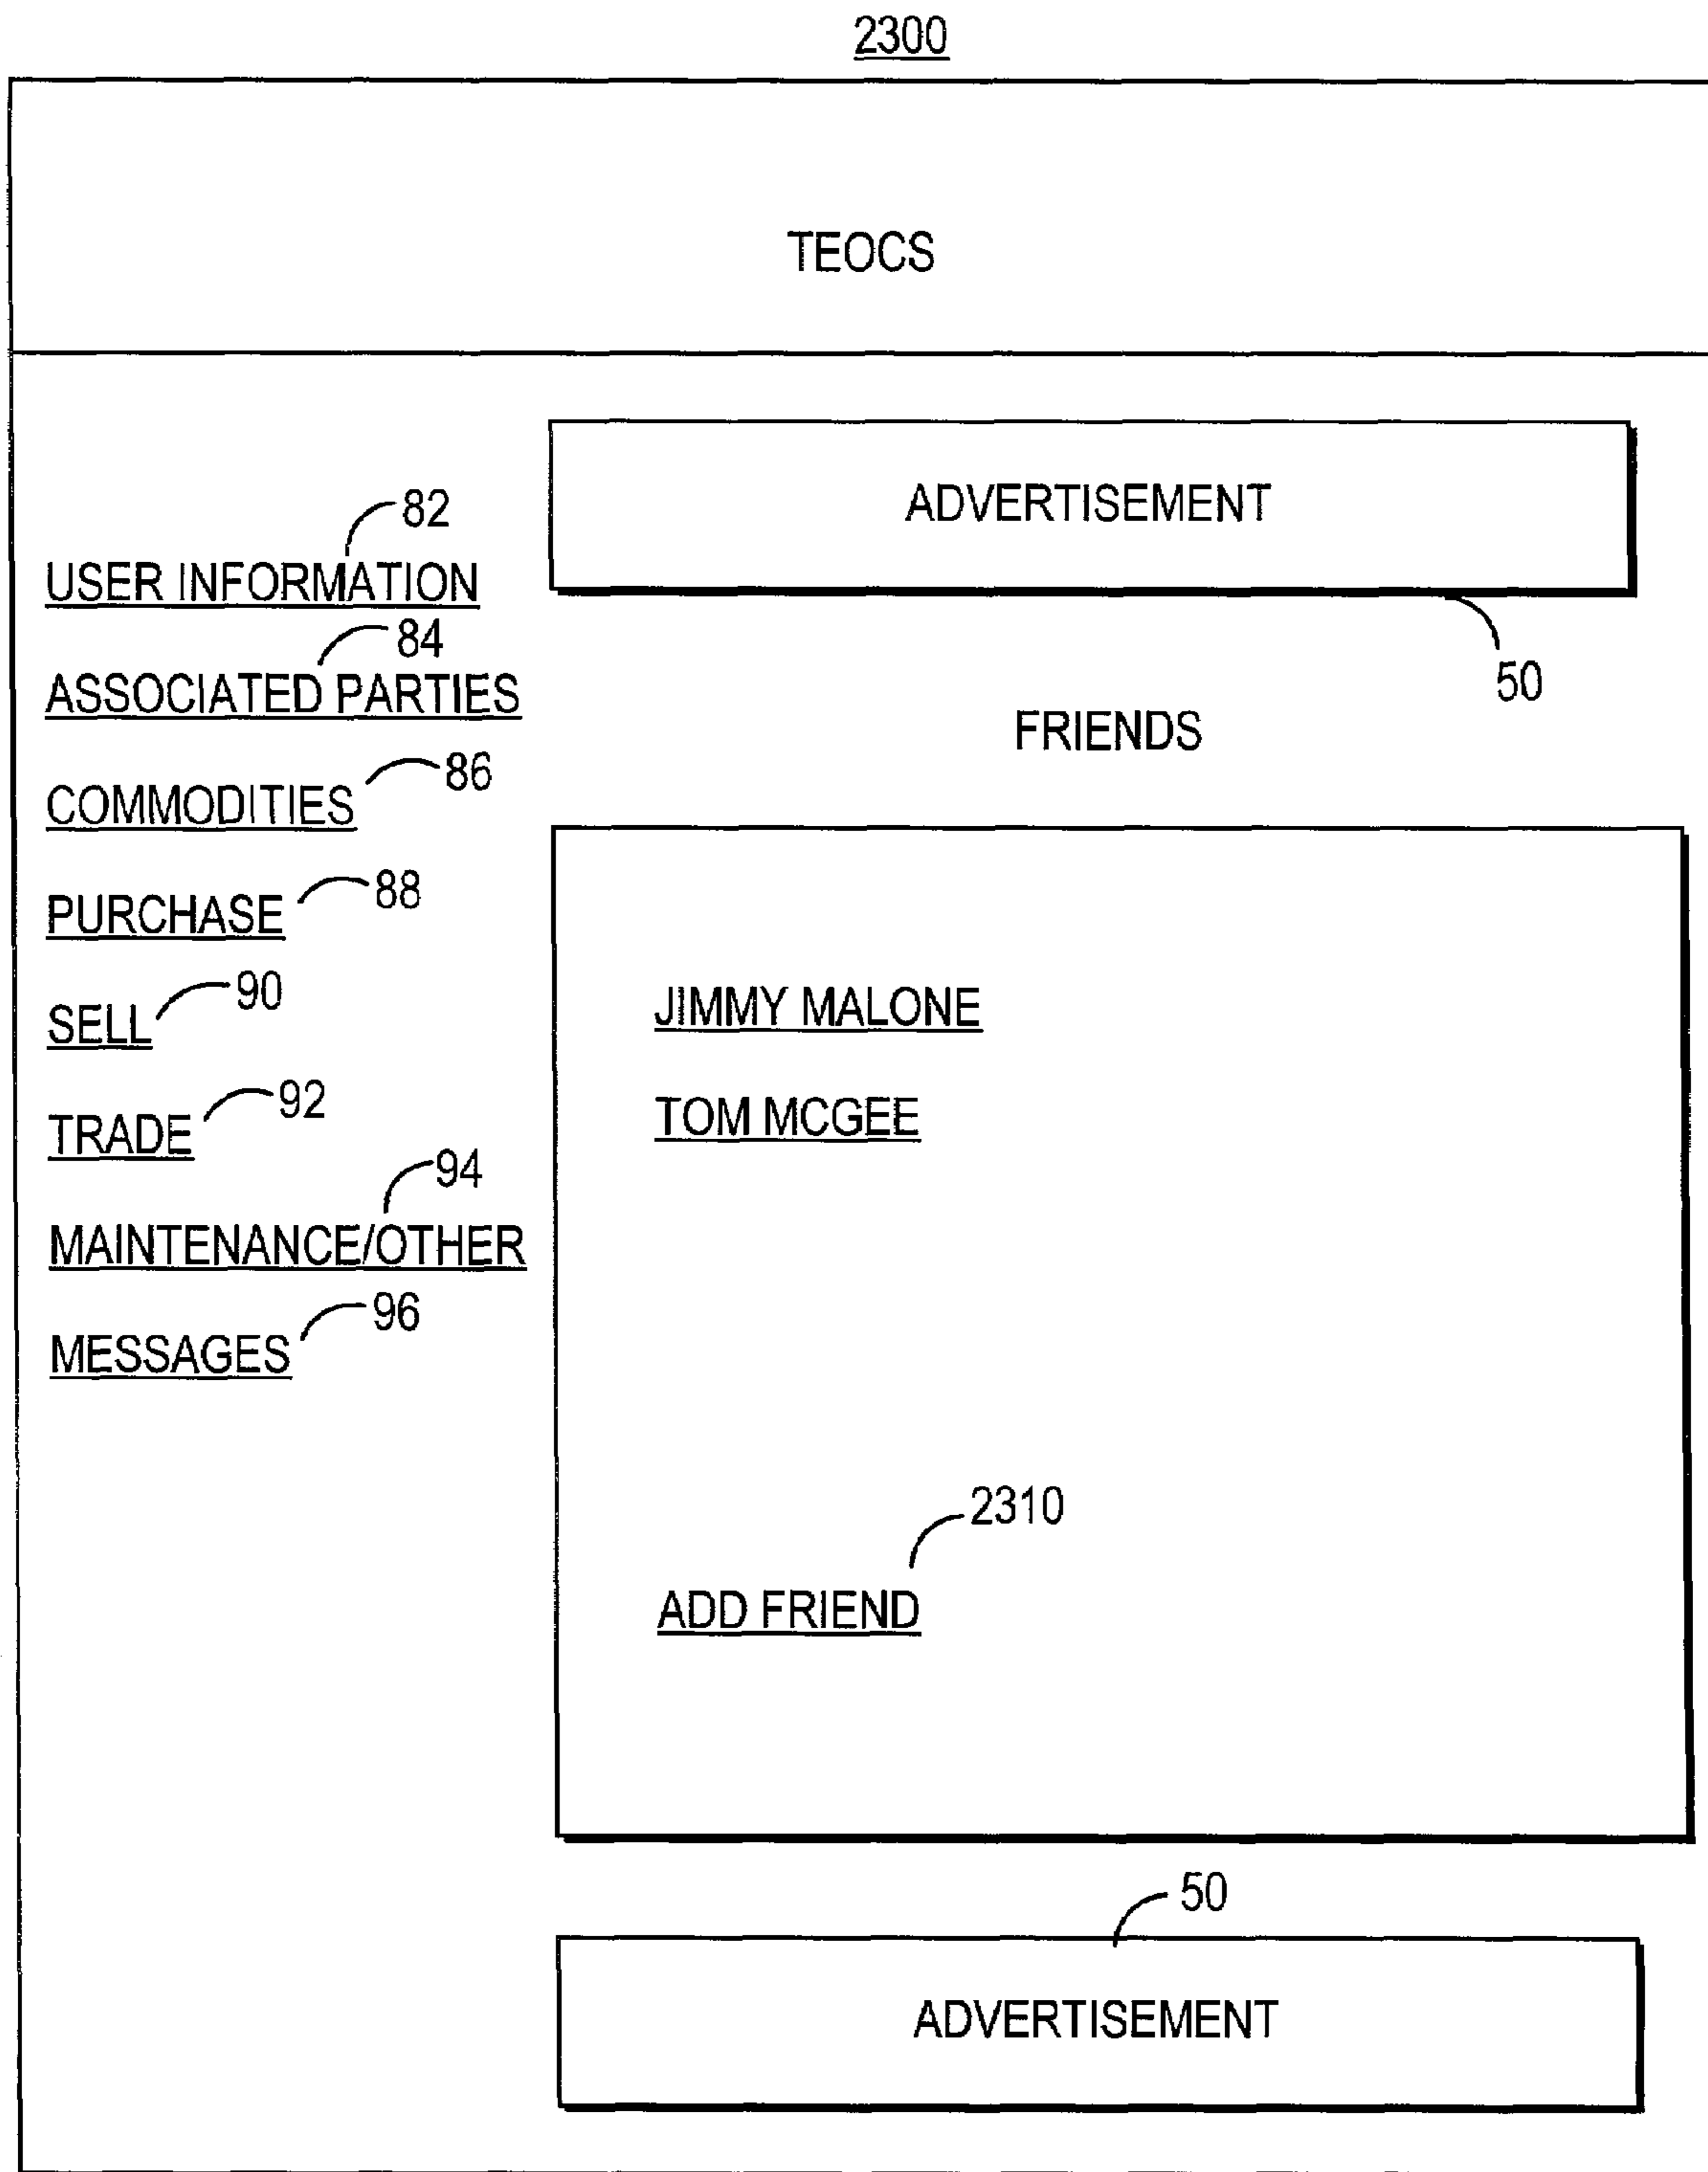 2300
TEOCS
ADVERTISEMENT
50
82
USER INFORMATION
84
ASSOCIATED PARTIES
86
COMMODITIES
88
PURCHASE
90
SELL
92
TRADE
94
MAINTENANCE/OTHER
96
MESSAGES
FRIENDS
JIMMY MALONE
TOM MCGEE
2310
ADD FRIEND
50
ADVERTISEMENT